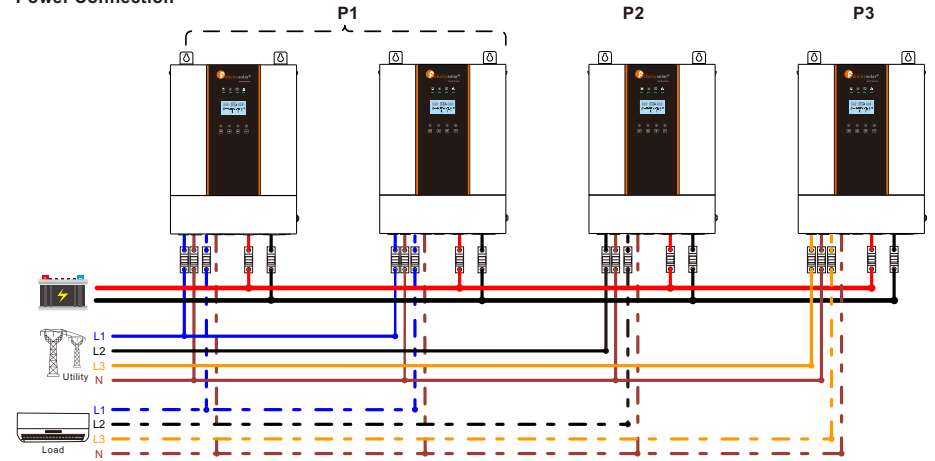 Power Connection
P1 P2 P3
L1
L2
L3
Utility
N
L1
L2
L3
Load
N